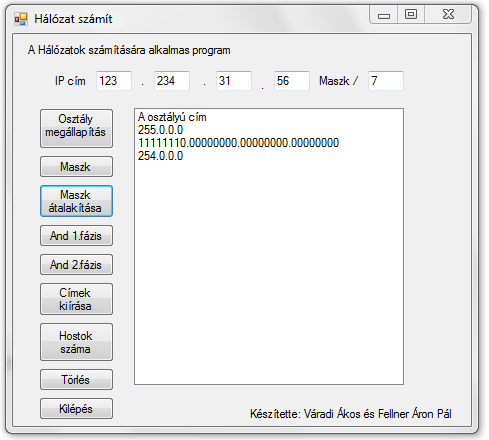 Hálózat számít
A Hálózatok számítására alkalmas program
IP cím 123 . 234 . 31 . 56 Maszk / 7
Osztály
megállapítás
Maszk
Maszk
átalakítása
And 1.fázis
And 2.fázis
Címek
kiírása
Hostok
száma
Törlés
Kilépés
A osztályú cím
255.0.0.0
11111110.00000000.00000000.00000000
254.0.0.0
Készítette: Váradi Ákos és Fellner Áron Pál